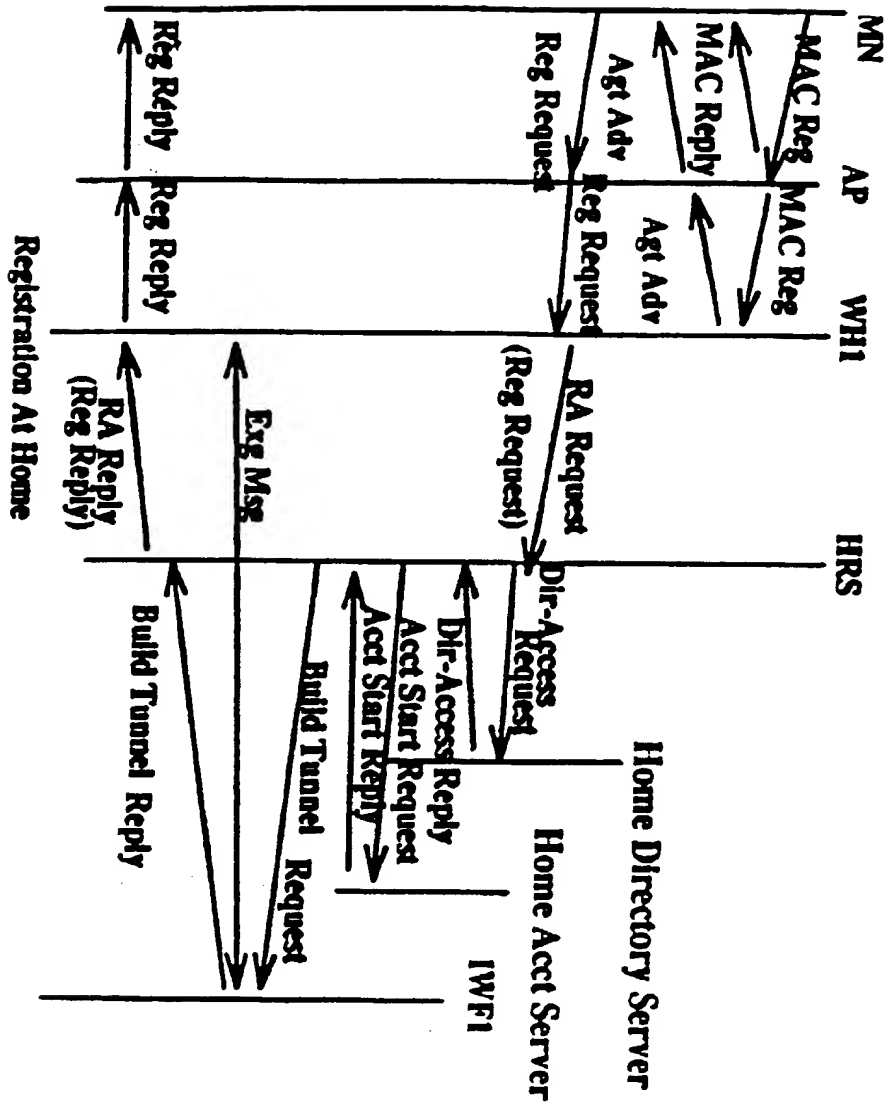 MN
AP
WH1
HRS
Home Directory Server
Home Acct Server
IWF1
MAC Reg
MAC Reg
MAC Reply
Agt Adv
Agt Adv
Reg Request
Reg Request
RA Request
(Reg Request)
Dir-Access
Request
Dir-Access Reply
Acct Start Request
Acct Start Reply
Build Tunnel Request
Exg Msg
Build Tunnel Reply
RA Reply
(Reg Reply)
Reg Reply
Reg Reply
Registration At Home